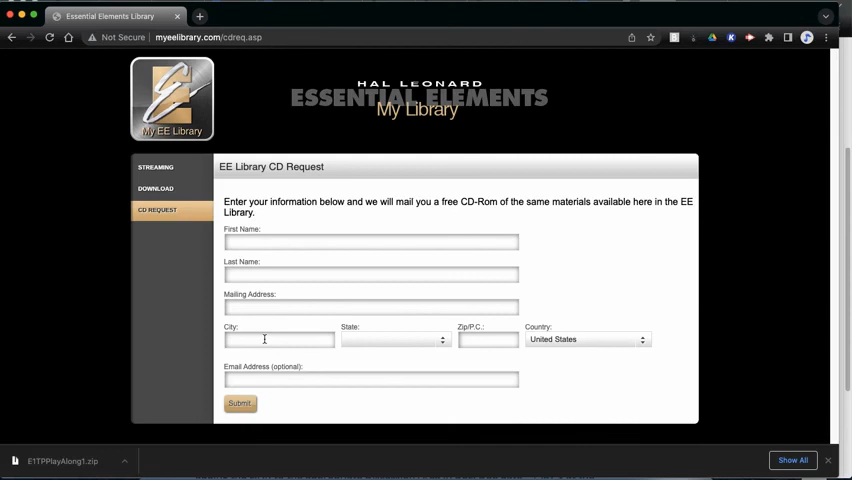 Essential Elements Library
Not Secure
myeelibrary.com/cdreq.asp
HAL LEONARD
ESSENTIAL ELEMENTS
My Library
E
My EE Library
STREAMING
DOWNLOAD
CD REQUEST
EE Library CD Request
Enter your information below and we will mail you a free CD-Rom of the same materials available here in the EE
Library.
First Name:
Last Name:
Mailing Address:
City: State: Zip/P.C.: Country:
United States
Email Address (optional):
Submit
E1TPPlayAlong1.zip
Show All